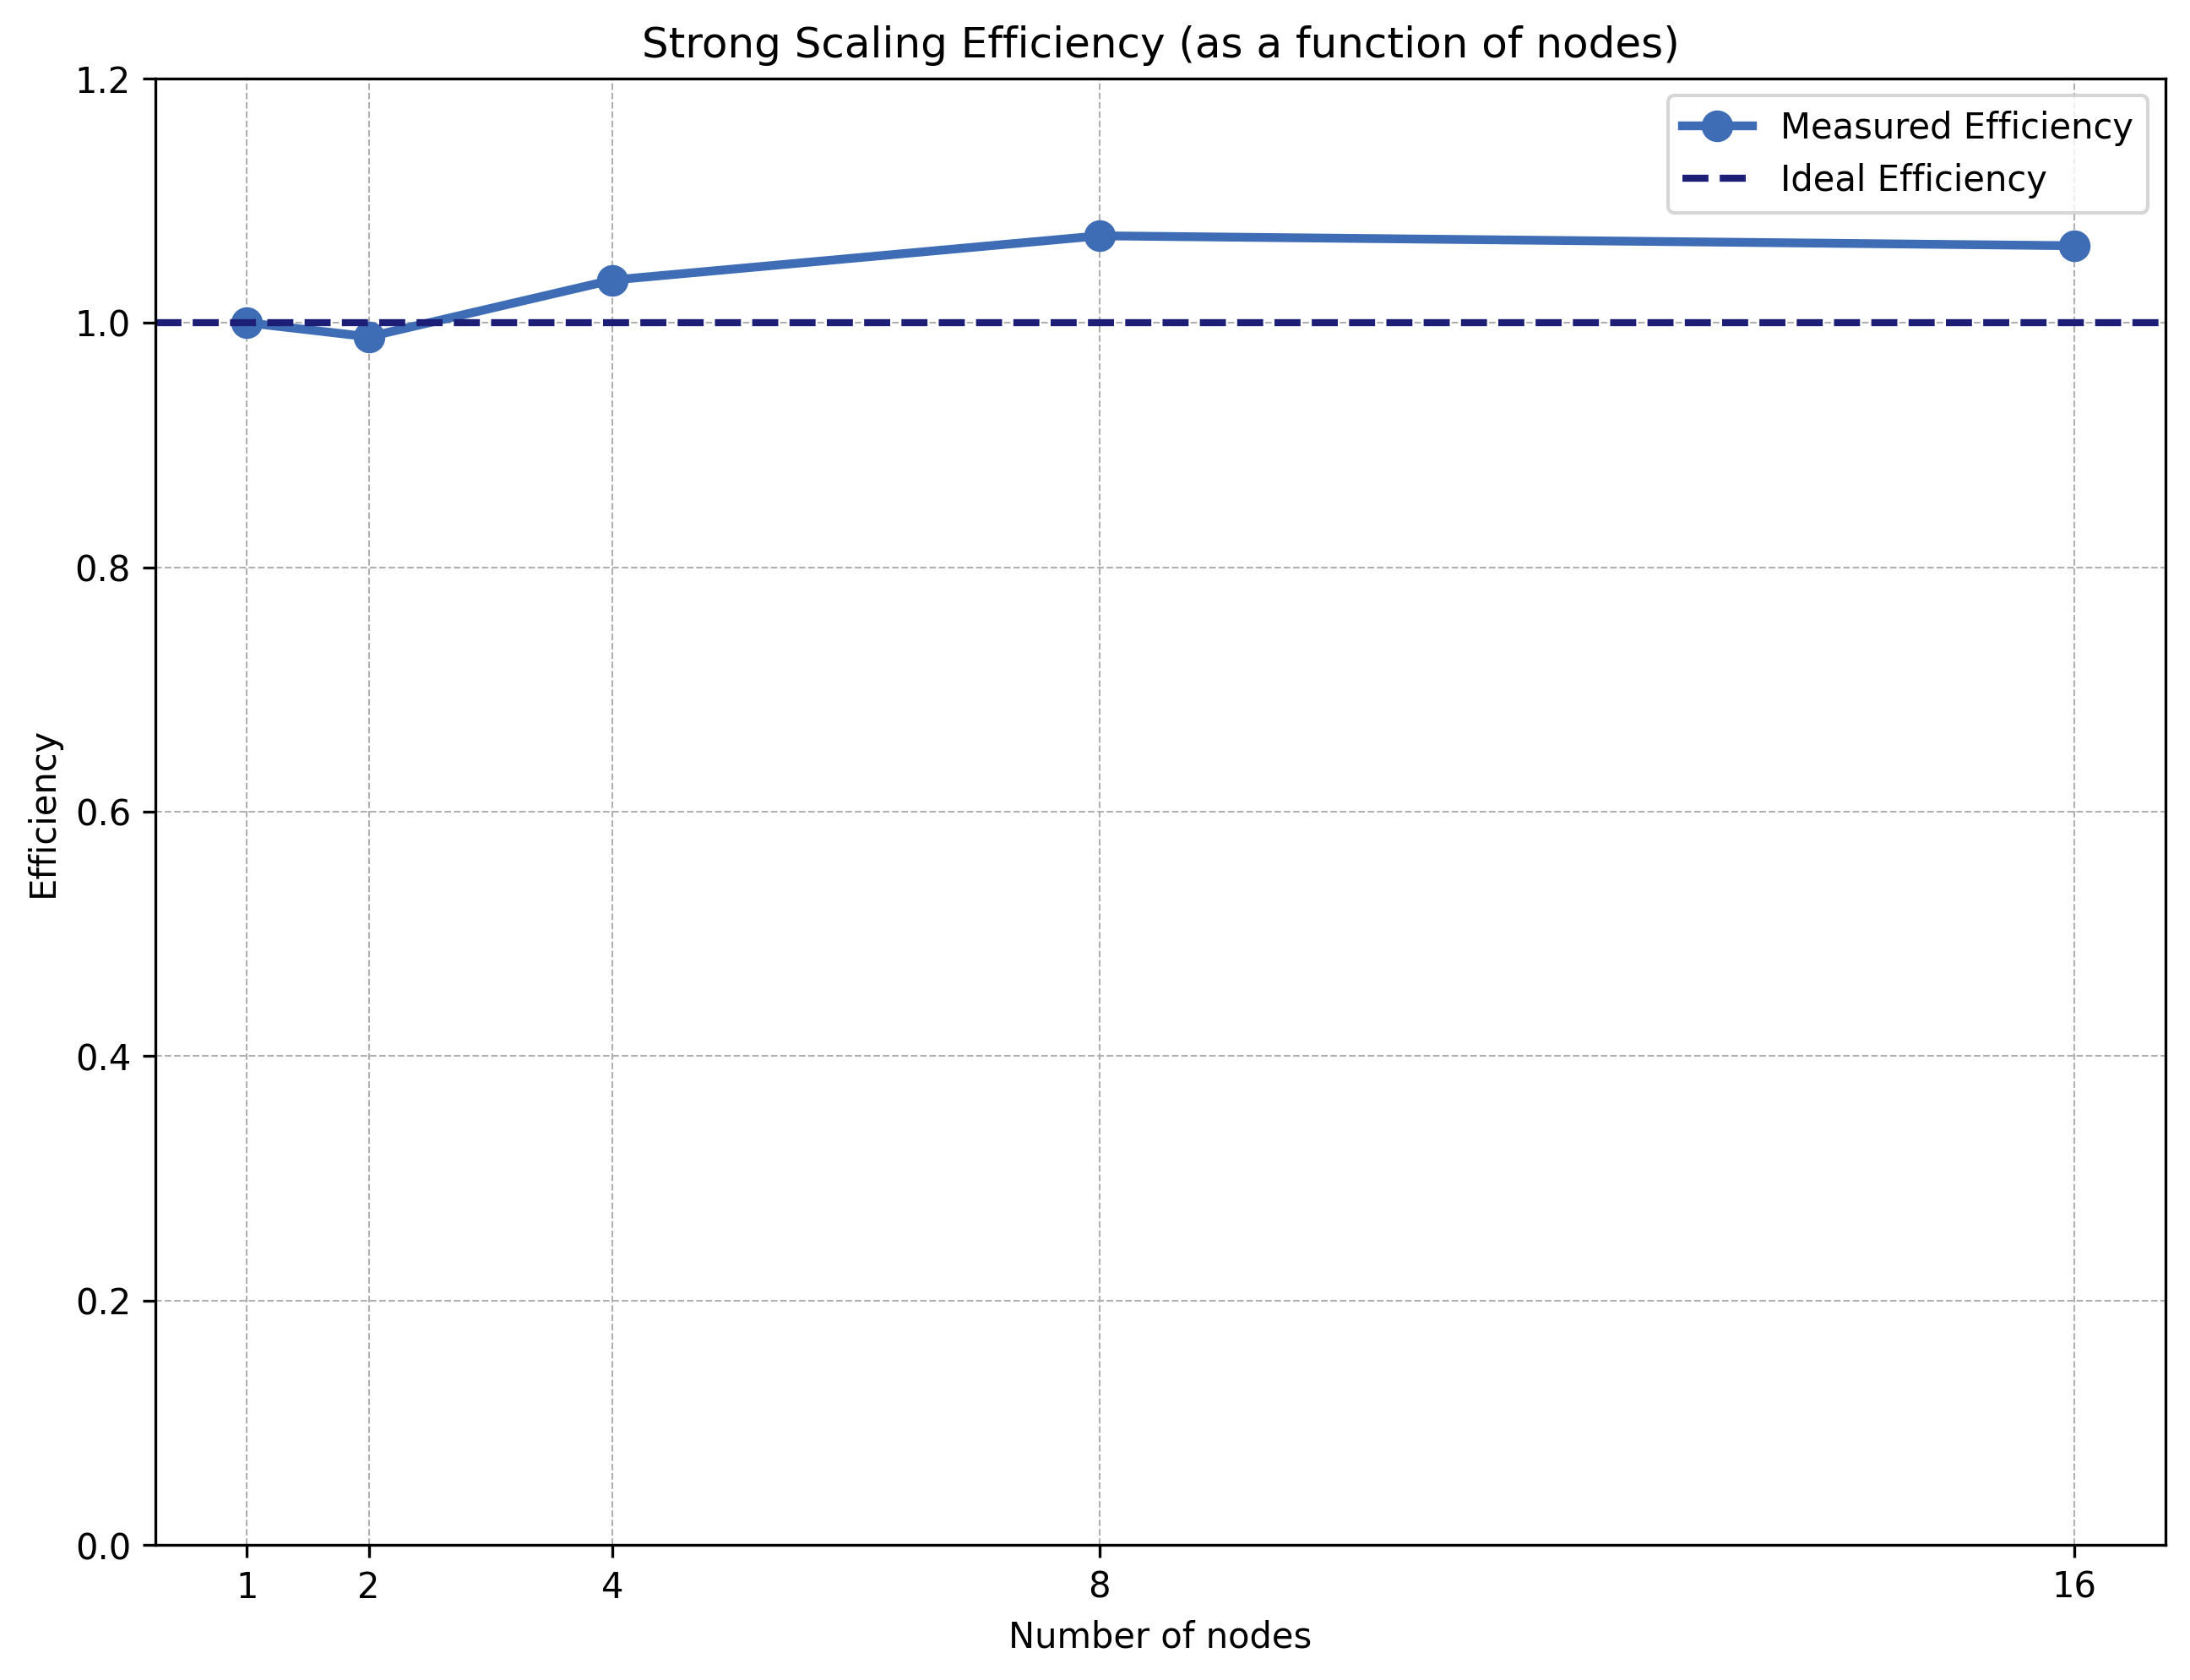 Strong Scaling Efficiency (as a function of nodes)
1.2
Measured Efficiency
Ideal Efficiency
1.0
0.8
0.6
0.4
0.2
0.0
Efficiency
1 2 4 8 16
Number of nodes